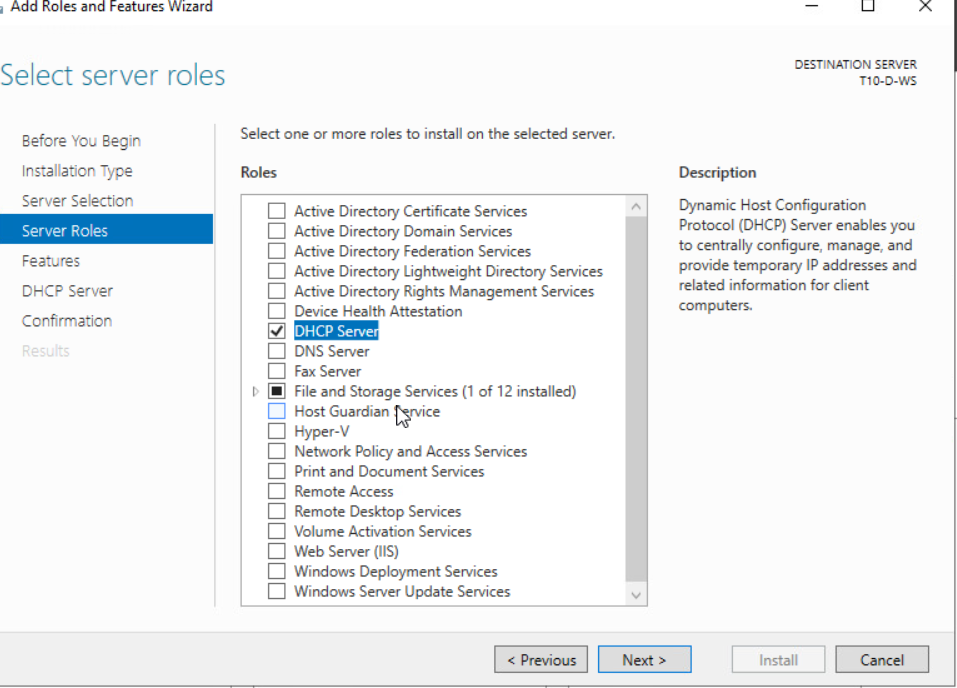 Add Roles and Features Wizard
Select server roles
DESTINATION SERVER
T10-D-WS
Before You Begin
Installation Type
Server Selection
Server Roles
Features
DHCP Server
Confirmation
Results
Select one or more roles to install on the selected server.
Roles
Active Directory Certificate Services
Active Directory Domain Services
Active Directory Federation Services
Active Directory Lightweight Directory Services
Active Directory Rights Management Services
Device Health Attestation
DHCP Server
DNS Server
Fax Server
File and Storage Services (1 of 12 installed)
Host Guardian Service
Hyper-V
Network Policy and Access Services
Print and Document Services
Remote Access
Remote Desktop Services
Volume Activation Services
Web Server (IIS)
Windows Deployment Services
Windows Server Update Services
Description
Dynamic Host Configuration
Protocol (DHCP) Server enables you
to centrally configure, manage, and
provide temporary IP addresses and
related information for client
computers.
< Previous
Next >
Install
Cancel